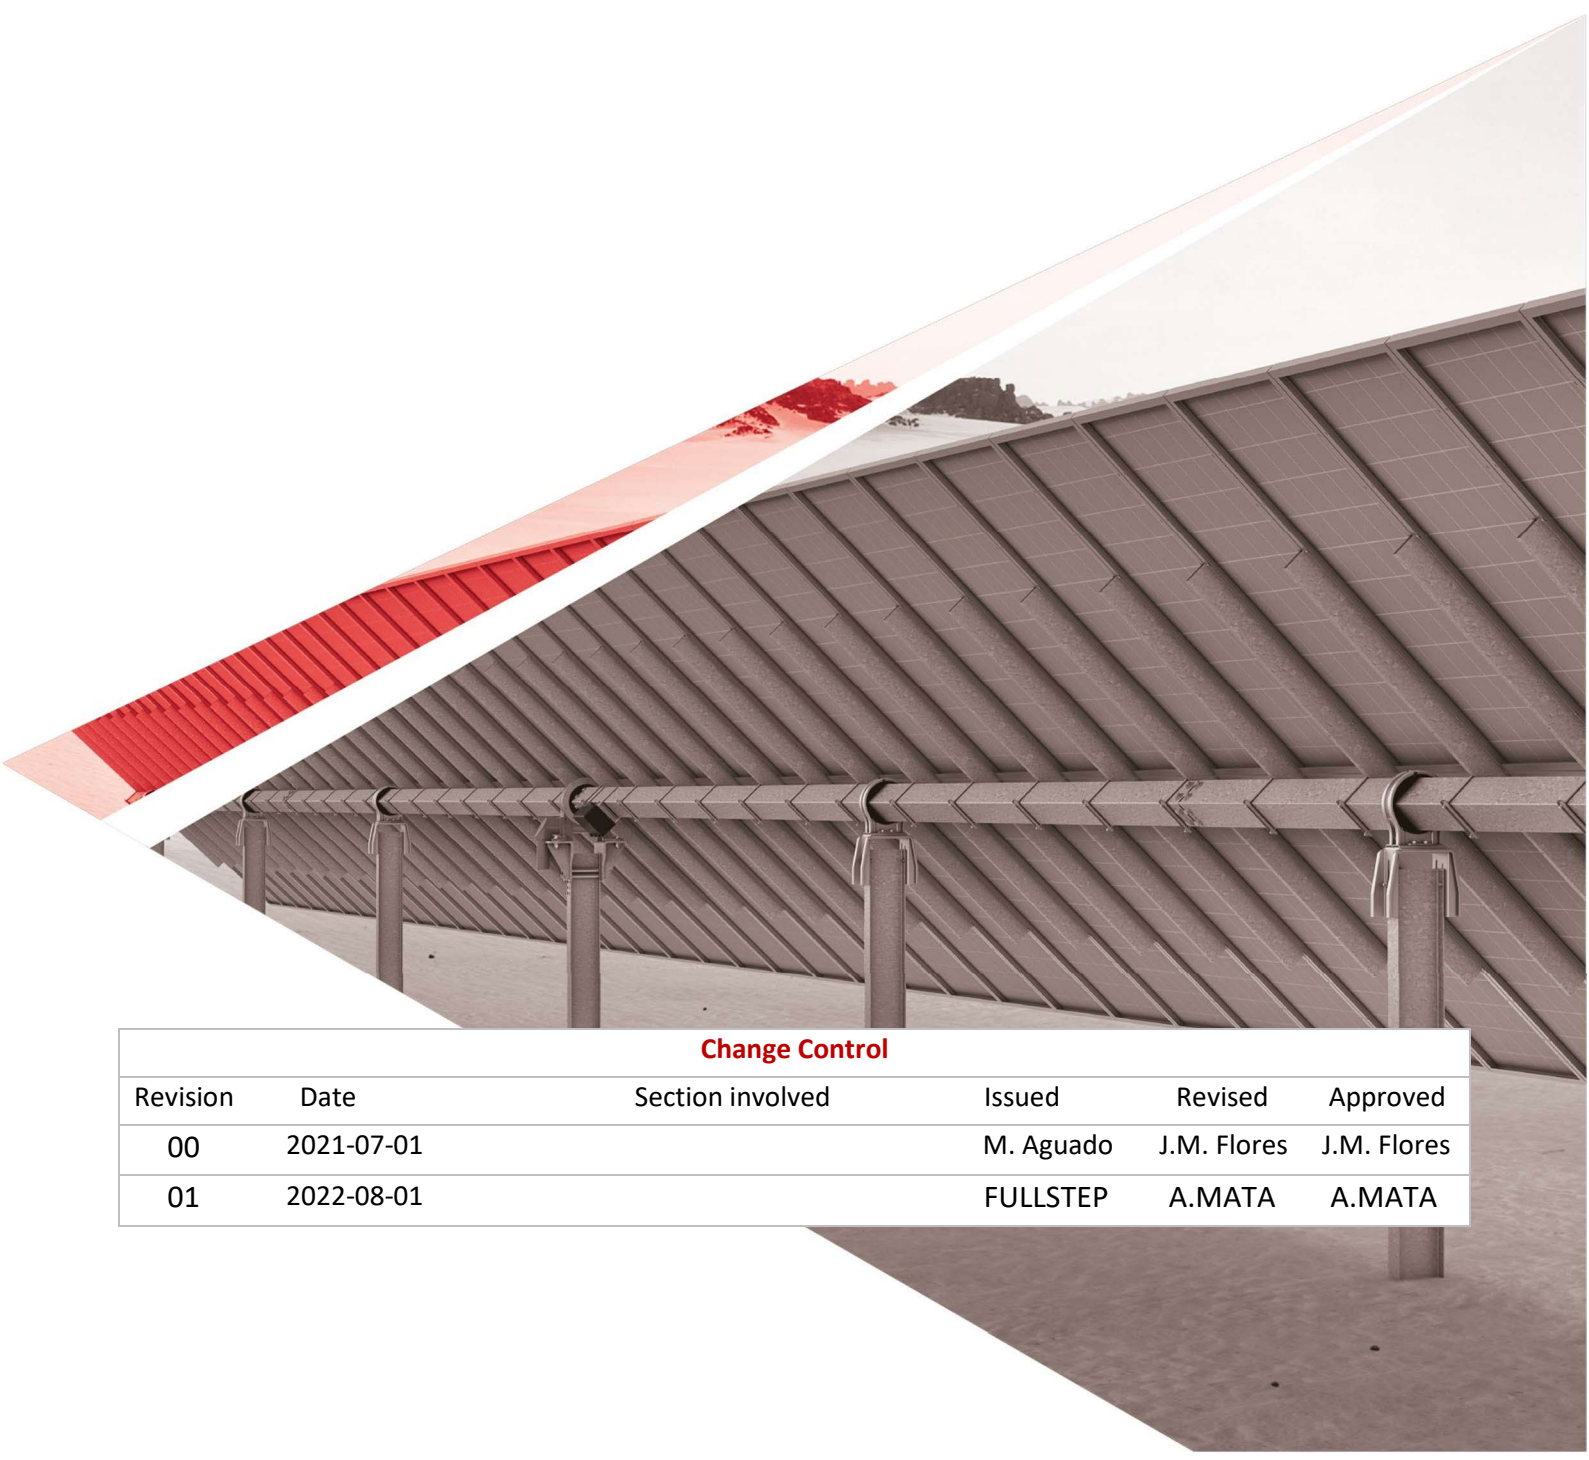 Change Control
Revision Date Section involved Issued Revised Approved
00 2021-07-01 M. Aguado J.M. Flores J.M. Flores
01 2022-08-01 FULLSTEP A.MATA A.MATA